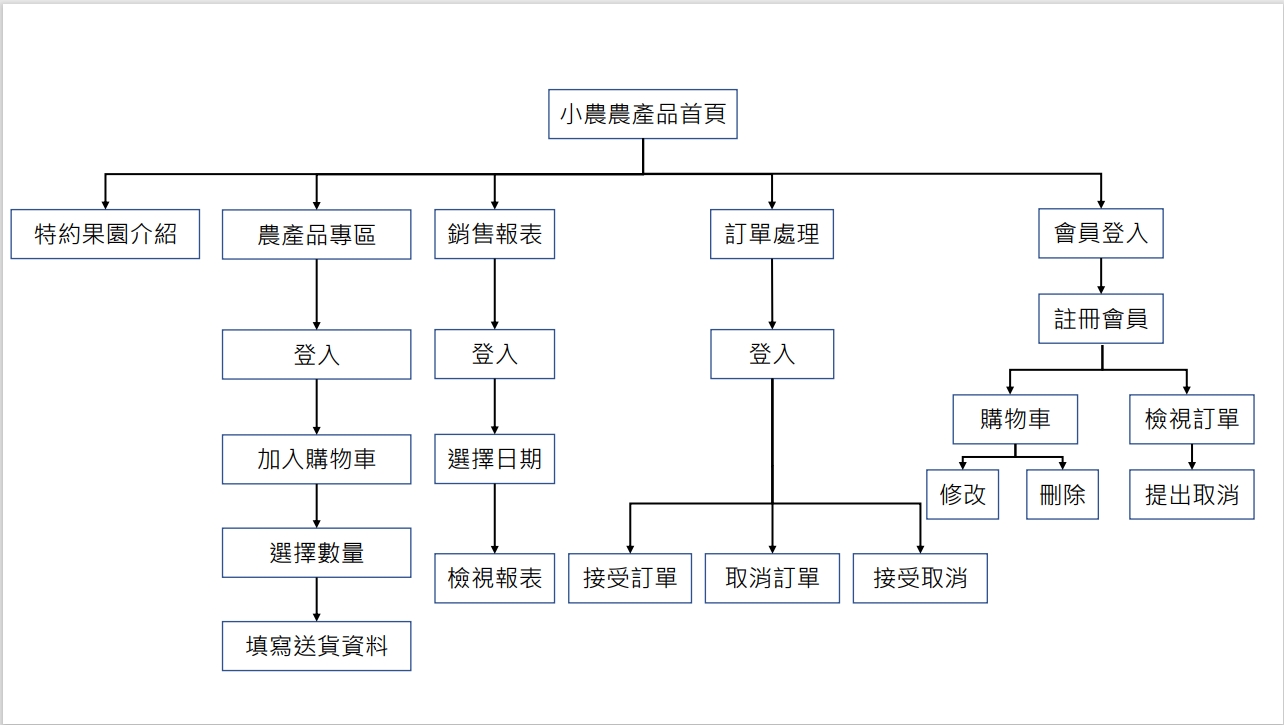 小農農產品首頁
特約果園介紹
農產品專區
銷售報表
訂單處理
會員登入
註冊會員
登入
登入
登入
購物車
檢視訂單
加入購物車
選擇日期
修改
刪除
提出取消
選擇數量
檢視報表
接受訂單
取消訂單
接受取消
填寫送貨資料